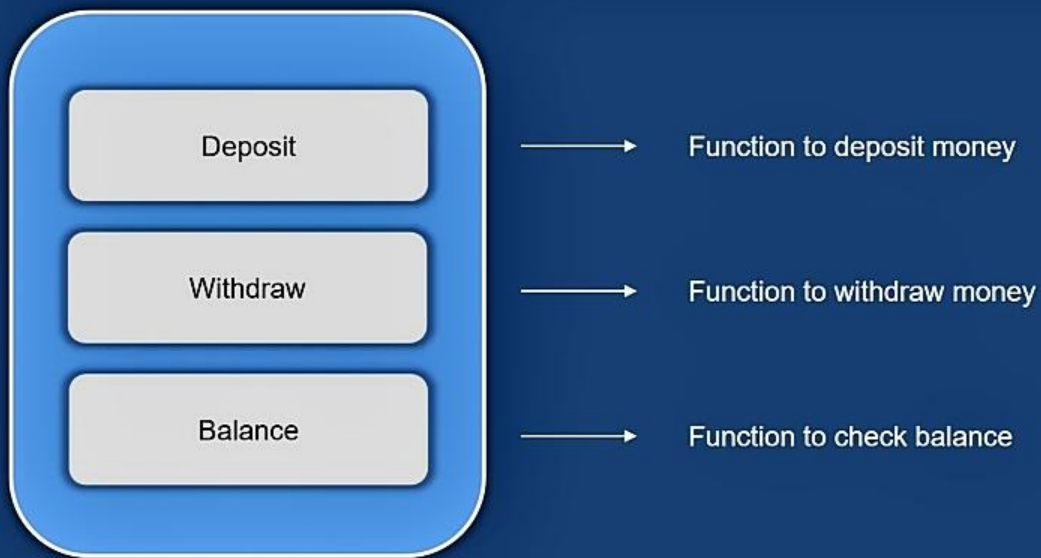 Deposit
Function to deposit money
Withdraw
Function to withdraw money
Balance
Function to check balance